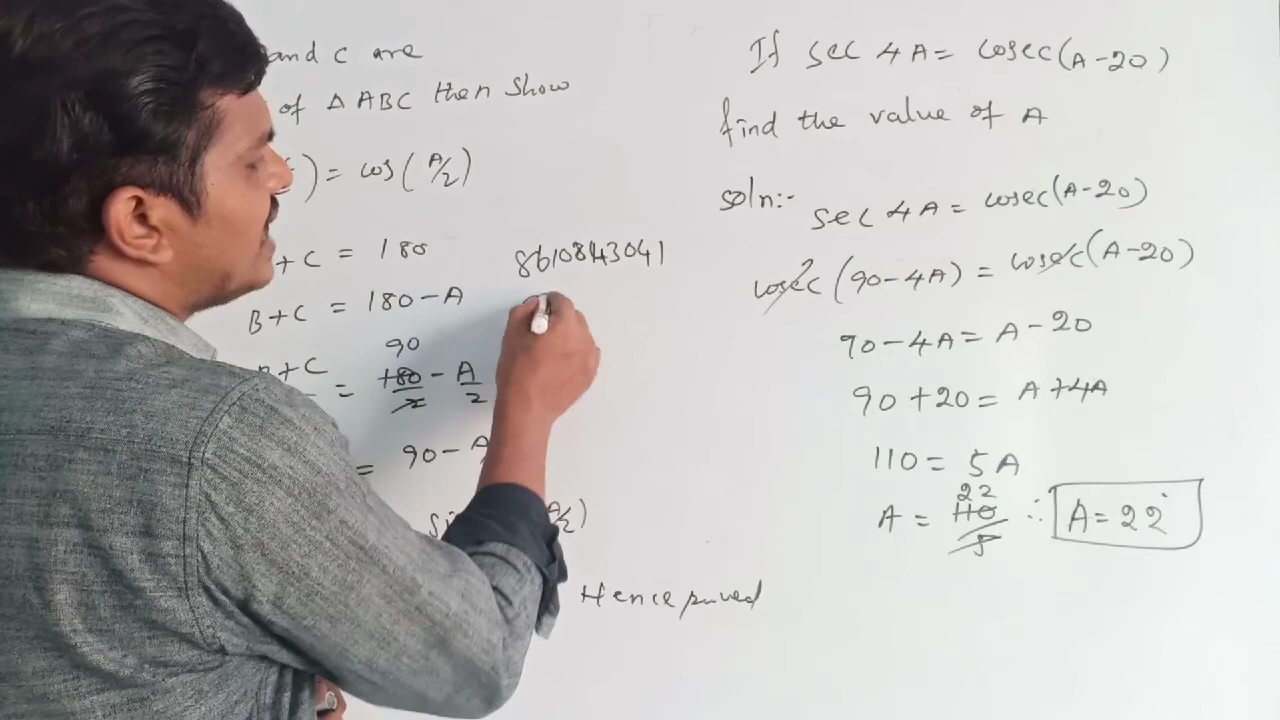 and C are
of Δ ABC then show
) = cos (A/2)
+ C = 180
B+C = 180 - A
90
+ C = 180/2 - A/2
= 90 - A
A/2)
Hence proved
8610843041
If sec 4A = cosec(A-20)
find the value of A
soln:- sec 4A = cosec(A-20)
cosec (90-4A) = cosec (A-20)
90-4A = A-20
90+20 = A+4A
110 = 5A
22
A = 110/5 ∴ A = 22°